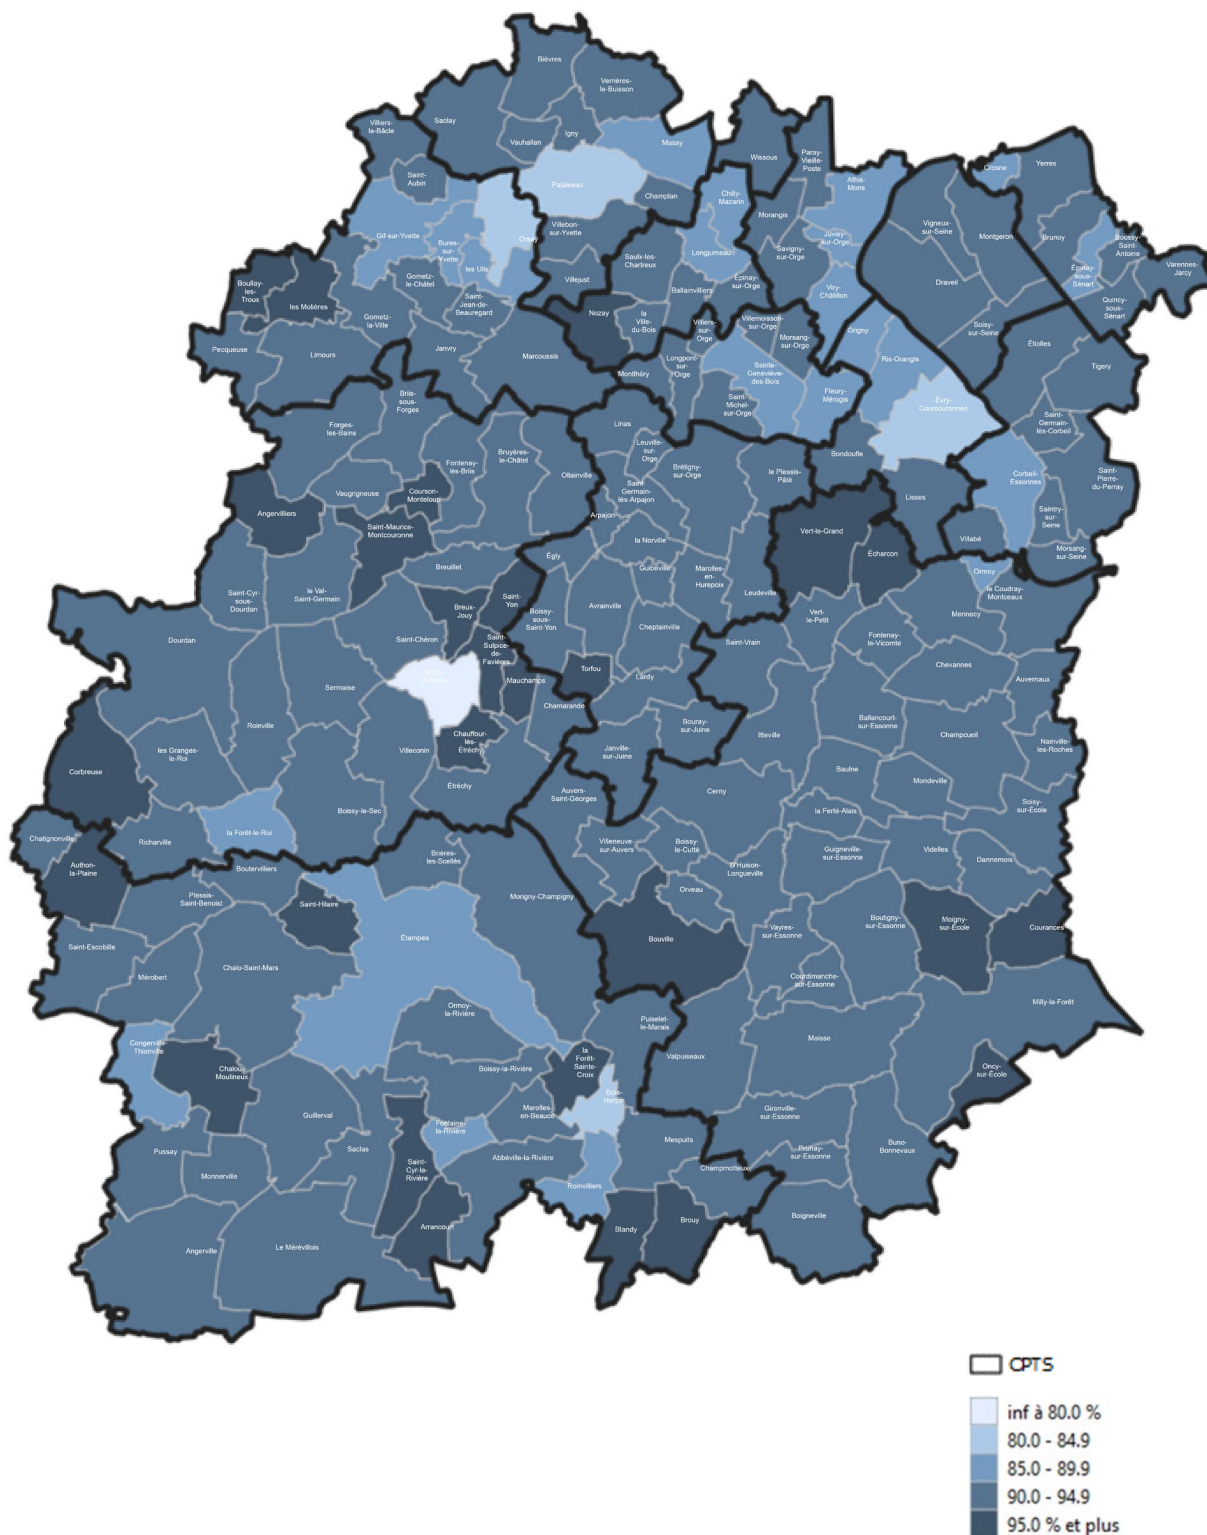 Bièvres
Verrières-
le-Buisson
Saclay
Villiers-
le-Bâcle
Vauhallan
Igny
Massy
Wissous
Paray-
Vieille-
Poste
Saint-
Aubin
Palaiseau
Champlan
Chilly-
Mazarin
Athis-
Mons
Crosne
Yerres
Morangis
Gif-sur-Yvette
Bures-
sur-
Yvette
Orsay
les Ulis
Villebon-
sur-Yvette
Juvisy-
sur-Orge
Vigneux-
sur-Seine
Montgeron
Brunoy
Boussy-
Saint-
Antoine
Varennes-
Jarcy
Épinay-
sous-
Sénart
Quincy-
sous-
Sénart
Longjumeau
Savigny-
sur-Orge
Saulx-les-
Chartreux
Villejust
Ballainvilliers
Épinay-
sur-Orge
Viry-
Châtillon
Draveil
Boullay-
les-
Troux
les Molières
Gometz-
le-Châtel
Saint-
Jean-de-
Beauregard
Gometz-
la-Ville
Nozay
la
Ville-
du-Bois
Villiers-
sur-
Orge
Villemoisson-
sur-Orge
Morsang-
sur-Orge
Grigny
Soisy-
sur-Seine
Étiolles
Tigery
Pecqueuse
Limours
Janvry
Marcoussis
Montlhéry
Longpont-
sur-
Orge
Sainte-
Geneviève-
des-Bois
Ris-Orangis
Fleury-
Mérogis
Saint-
Michel-
sur-Orge
Évry-
Courcouronnes
Saint-
Germain-
lès-Corbeil
Briis-
sous-
Forges
Forges-
les-Bains
Linas
Leuville-
sur-
Orge
Bondoufle
Corbeil-
Essonnes
Saint-
Pierre-
du-Perray
Fontenay-
lès-Briis
Bruyères-
le-Châtel
Ollainville
Brétigny-
sur-Orge
le Plessis-
Pâté
Lisses
Saintry-
sur-
Seine
Vaugrigneuse
Courson-
Monteloup
Saint-
Germain-
lès-Arpajon
Arpajon
Angervilliers
Saint-Maurice-
Montcouronne
la Norville
Vert-le-Grand
Écharcon
Villabé
Morsang-
sur-Seine
Breuillet
Égly
Guibeville
Marolles-
en-
Hurepoix
Ormoy
le Coudray-
Montceaux
Saint-Cyr-
sous-
Dourdan
le Val-
Saint-Germain
Breux-
Jouy
Saint-
Yon
Boissy-
sous-
Saint-Yon
Avrainville
Leudeville
Vert-
le-Petit
Mennecy
Cheptainville
Fontenay-
le-Vicomte
Dourdan
Saint-Chéron
Saint-
Sulpice-
de-
Favières
Saint-Vrain
Chevannes
Auvernaux
Sermaise
Torfou
Mauchamps
Lardy
Chamarande
Bouray-
sur-Juine
Ballancourt-
sur-Essonne
Champcueil
Roinville
les Granges-
le-Roi
Villeconin
Chauffour-
lès-
Étréchy
Janville-
sur-Juine
Itteville
Nainville-
les-Roches
Corbreuse
Étréchy
Baulne
Mondeville
Auvers-
Saint-Georges
Cerny
Soisy-
sur-École
Boissy-le-Sec
la Ferté-Alais
la Forêt-le-Roi
Chatignonville
Richarville
Villeneuve-
sur-Auvers
Boissy-
le-Cutté
Guigneville-
sur-Essonne
Videlles
Dannemois
Brières-
les-Scellés
Authon-
la-Plaine
Boutervilliers
D'Huison-
Longueville
Plessis-
Saint-Benoist
Saint-Hilaire
Morigny-Champigny
Orveau
Saint-Escobille
Étampes
Bouville
Vayres-
sur-Essonne
Boutigny-
sur-Essonne
Moigny-
sur-École
Courances
Mérobert
Chalo-Saint-Mars
Courdimanche-
sur-Essonne
Milly-la-Forêt
Ormoy-
la-Rivière
Puiselet-
le-Marais
Maisse
Congerville-
Thionville
Chalou-
Moulineux
Boissy-la-Rivière
la
Forêt-
Sainte-
Croix
Valpuiseaux
Oncy-
sur-École
Bois-
Herpin
Guillerval
Marolles-
en-Beauce
Gironville-
sur-Essonne
Fontaine-
la-Rivière
Mespuits
Buno-
Bonnevaux
Pussay
Saclas
Saint-
Cyr-la-
Rivière
Abbéville-la-Rivière
Prunay-
sur-Essonne
Monnerville
Champmotteux
Roinvilliers
Boigneville
Arrancourt
Blandy
Brouy
Angerville
Le Mérévillois
CPTS
inf à 80.0 %
80.0 - 84.9
85.0 - 89.9
90.0 - 94.9
95.0 % et plus